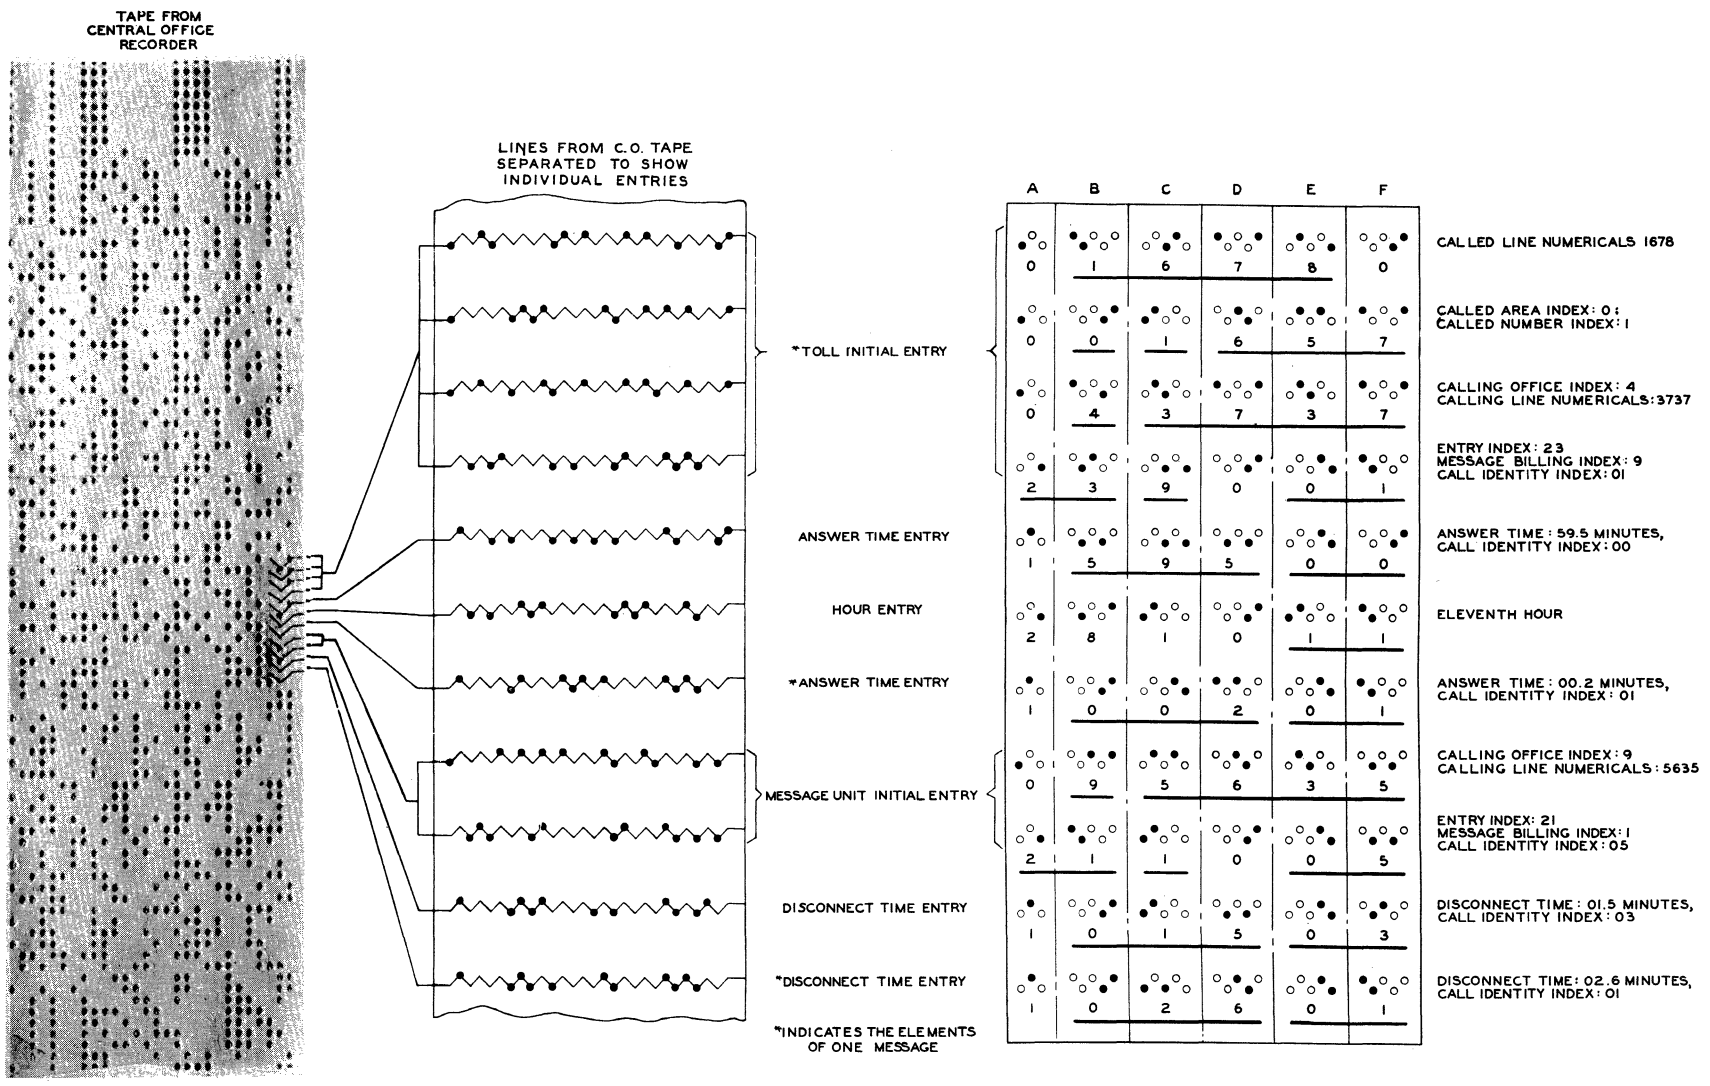 TAPE FROM
CENTRAL OFFICE
RECORDER
LINES FROM C.O. TAPE
SEPARATED TO SHOW
INDIVIDUAL ENTRIES
*TOLL INITIAL ENTRY
ANSWER TIME ENTRY
HOUR ENTRY
*ANSWER TIME ENTRY
MESSAGE UNIT INITIAL ENTRY
DISCONNECT TIME ENTRY
*DISCONNECT TIME ENTRY
*INDICATES THE ELEMENTS
OF ONE MESSAGE
A B C D E F
0 1 6 7 8 0
CALLED LINE NUMERICALS 1678
0 0 1 6 5 7
CALLED AREA INDEX: 0;
CALLED NUMBER INDEX: 1
0 4 3 7 3 7
CALLING OFFICE INDEX: 4
CALLING LINE NUMERICALS: 3737
2 3 9 0 0 1
ENTRY INDEX: 23
MESSAGE BILLING INDEX: 9
CALL IDENTITY INDEX: 01
1 5 9 5 0 0
ANSWER TIME: 59.5 MINUTES,
CALL IDENTITY INDEX: 00
2 8 1 0 1 1
ELEVENTH HOUR
1 0 0 2 0 1
ANSWER TIME: 00.2 MINUTES,
CALL IDENTITY INDEX: 01
0 9 5 6 3 5
CALLING OFFICE INDEX: 9
CALLING LINE NUMERICALS: 5635
2 1 1 0 0 5
ENTRY INDEX: 21
MESSAGE BILLING INDEX: 1
CALL IDENTITY INDEX: 05
1 0 1 5 0 3
DISCONNECT TIME: 01.5 MINUTES,
CALL IDENTITY INDEX: 03
1 0 2 6 0 1
DISCONNECT TIME: 02.6 MINUTES,
CALL IDENTITY INDEX: 01